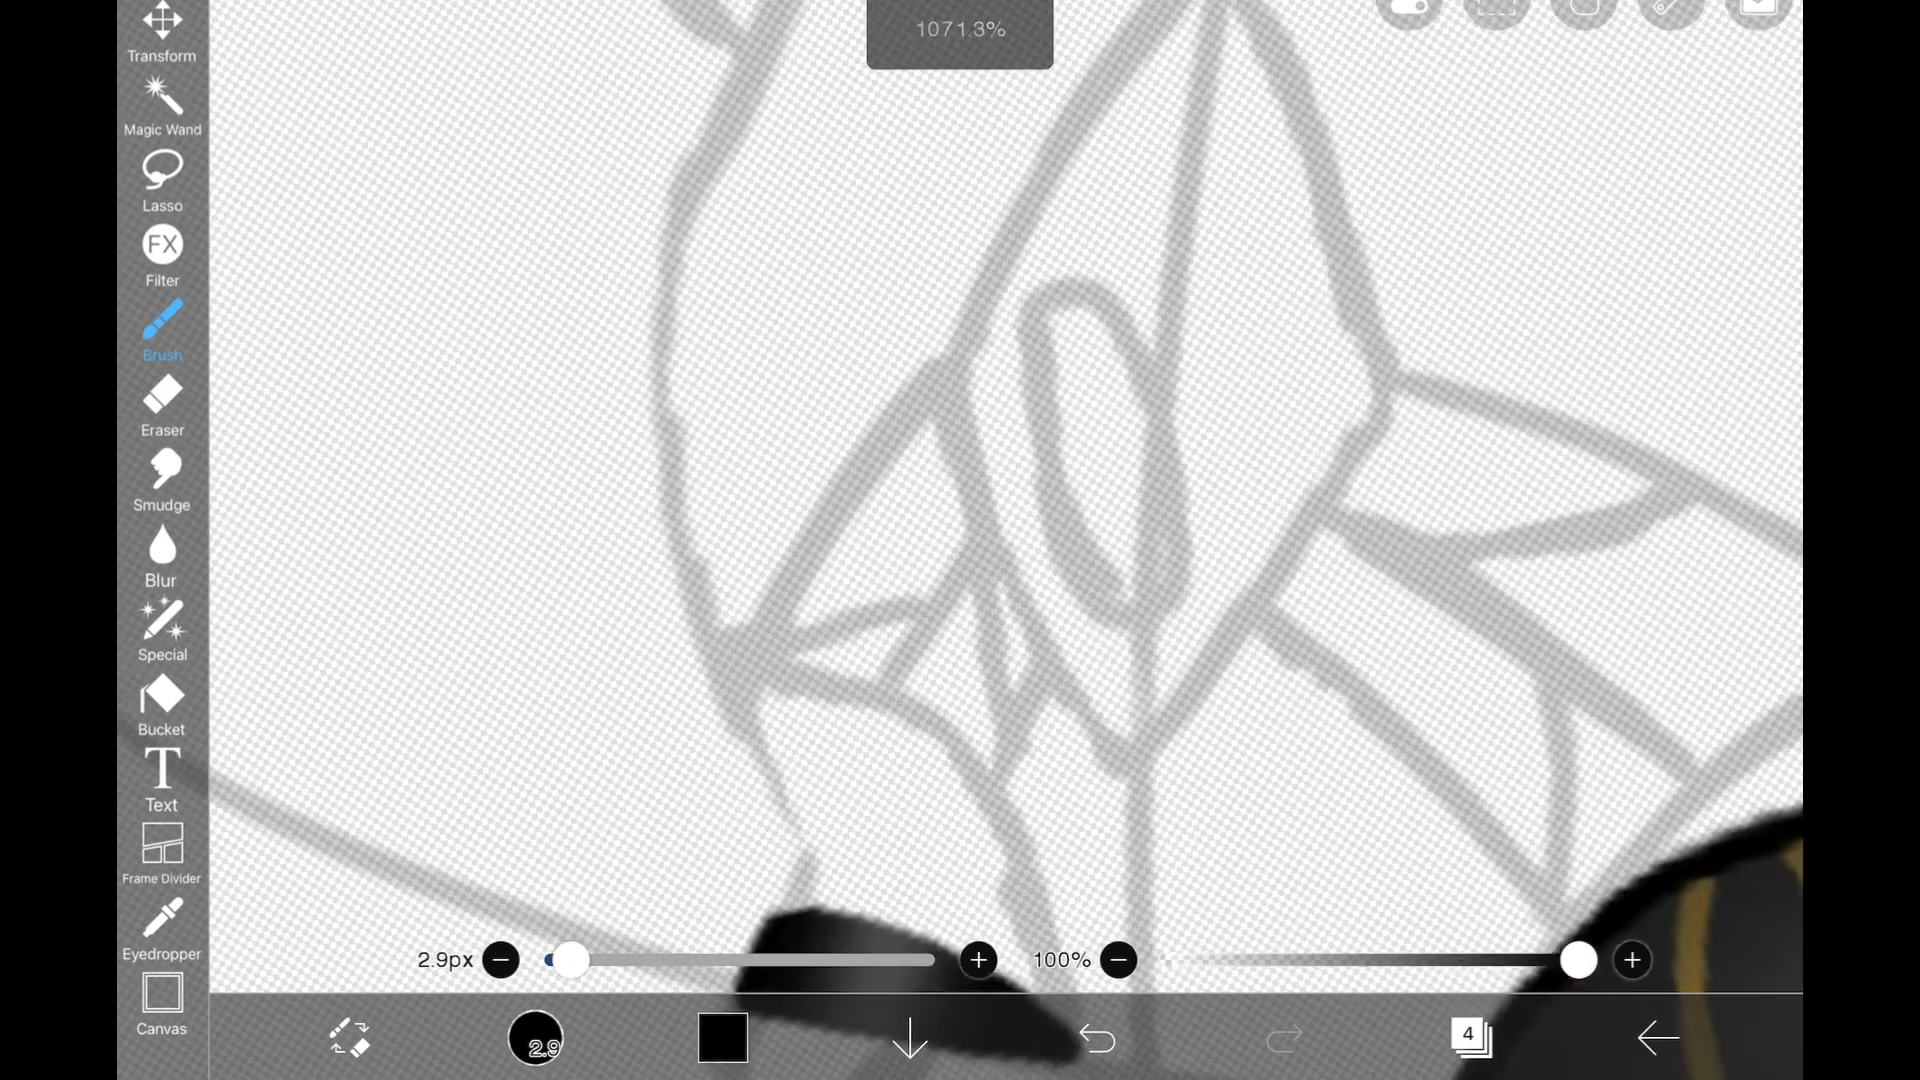 1071.3%
Transform
Magic Wand
Lasso
FX
Filter
Brush
Eraser
Smudge
Blur
Special
Bucket
T
Text
Frame Divider
Eyedropper
Canvas
2.9px
100%
2.9
4